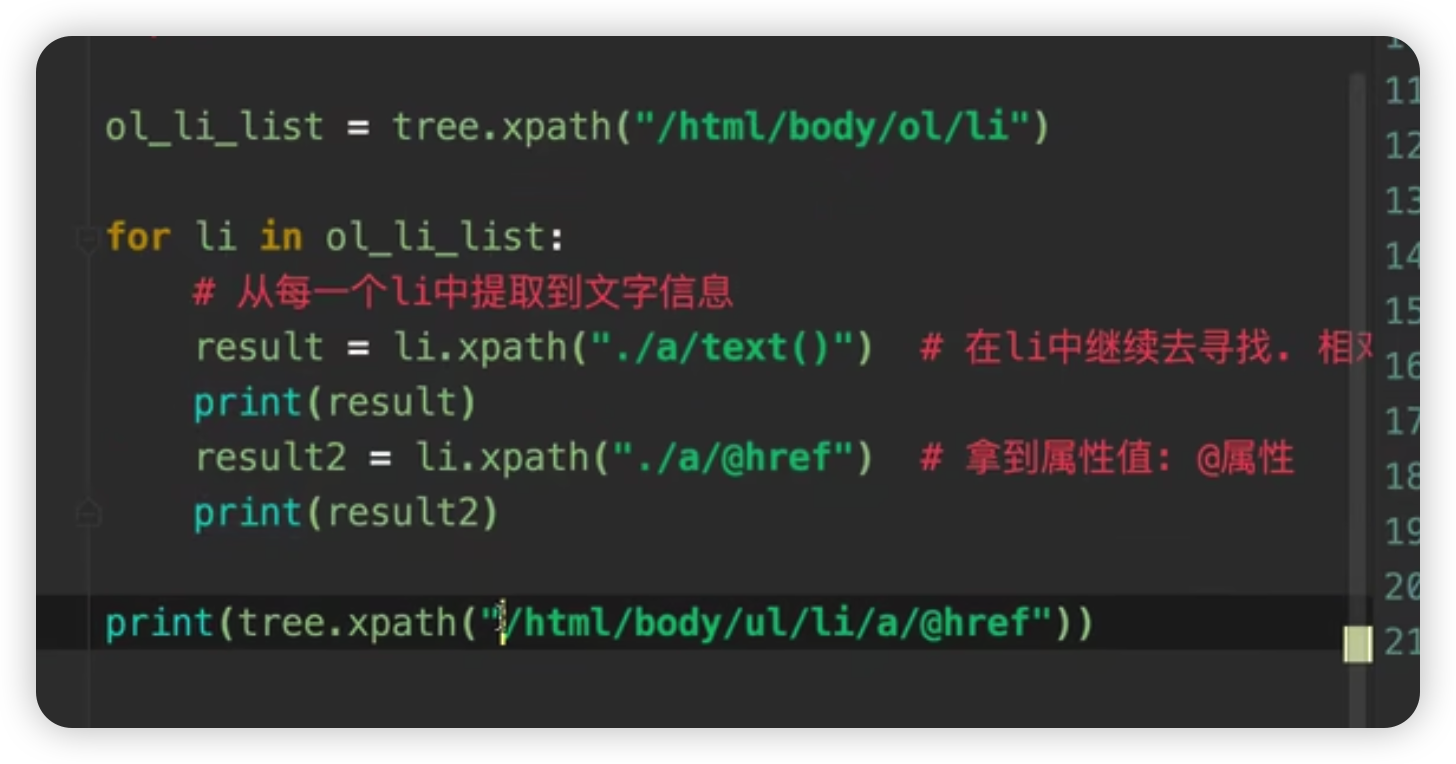 ol_li_list = tree.xpath("/html/body/ol/li")
for li in ol_li_list:
# 从每一个li中提取到文字信息
result = li.xpath("./a/text()")  # 在li中继续去寻找. 相
print(result)
result2 = li.xpath("./a/@href")  # 拿到属性值: @属性
print(result2)
print(tree.xpath("/html/body/ul/li/a/@href"))
11
12
13
14
15
16
17
18
19
20
21